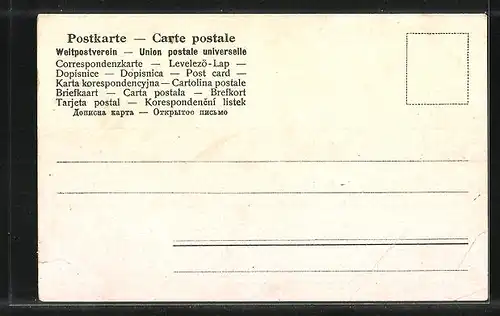 Postkarte — Carte postale
Weltpostverein — Union postale universelle
Correspondenzkarte — Levelező-Lap —
Dopisnice — Dopisnica — Post card —
Karta korespondencyjna — Cartolina postale
Briefkaart — Carta postala — Brefkort
Tarjeta postal — Korespondenční listek
Дописна карта — Открытое письмо